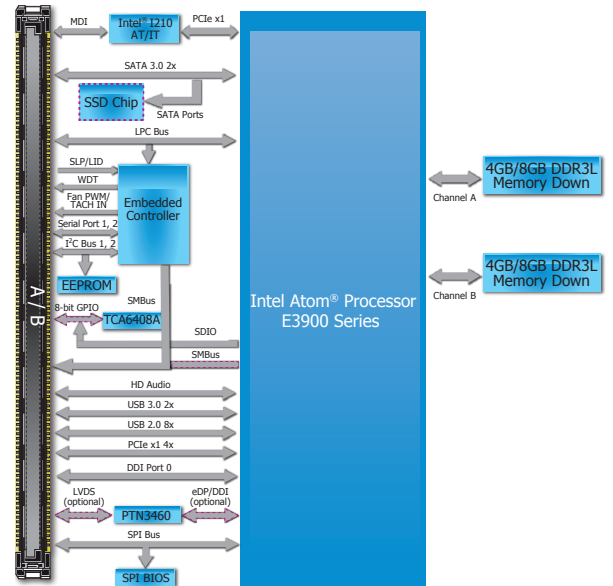 MDI
Intel® I210
AT/IT
PCIe x1
SATA 3.0 2x
SSD Chip
SATA Ports
LPC Bus
SLP/LID
WDT
Fan PWM/
TACH IN
Serial Port 1, 2
I²C Bus 1, 2
Embedded
Controller
EEPROM
SMBus
8-bit GPIO
TCA6408A
SDIO
SMBus
HD Audio
USB 3.0 2x
USB 2.0 8x
PCIe x1 4x
DDI Port 0
LVDS
(optional)
PTN3460
eDP/DDI
(optional)
SPI Bus
SPI BIOS
A / B
Intel Atom® Processor
E3900 Series
Channel A
4GB/8GB DDR3L
Memory Down
Channel B
4GB/8GB DDR3L
Memory Down